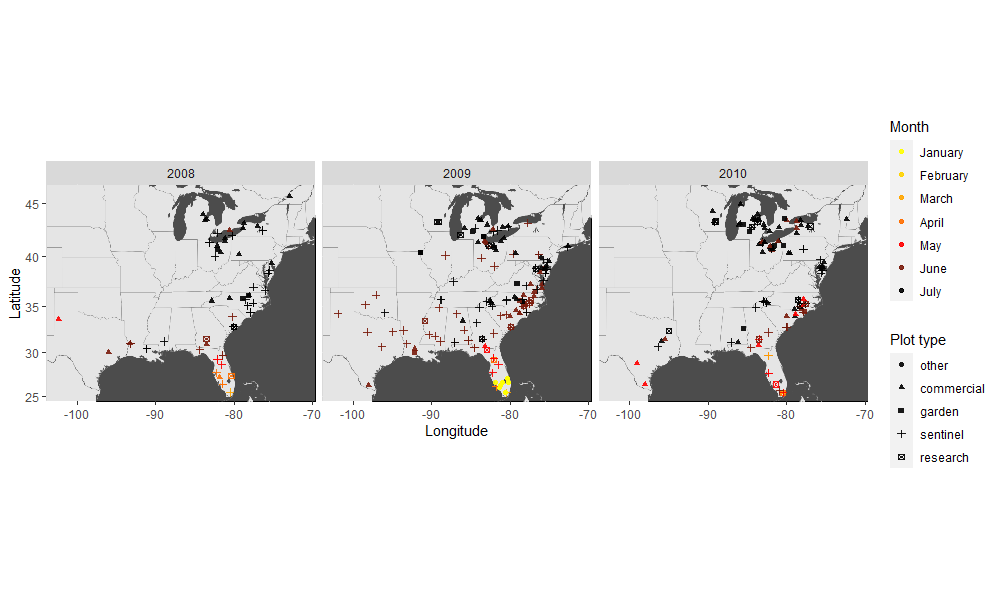 2008
2009
2010
45
40
35
30
25
-100
-90
-80
-70
-100
-90
-80
-70
-100
-90
-80
-70
Longitude
Latitude
Month
January
February
March
April
May
June
July
Plot type
other
commercial
garden
sentinel
research